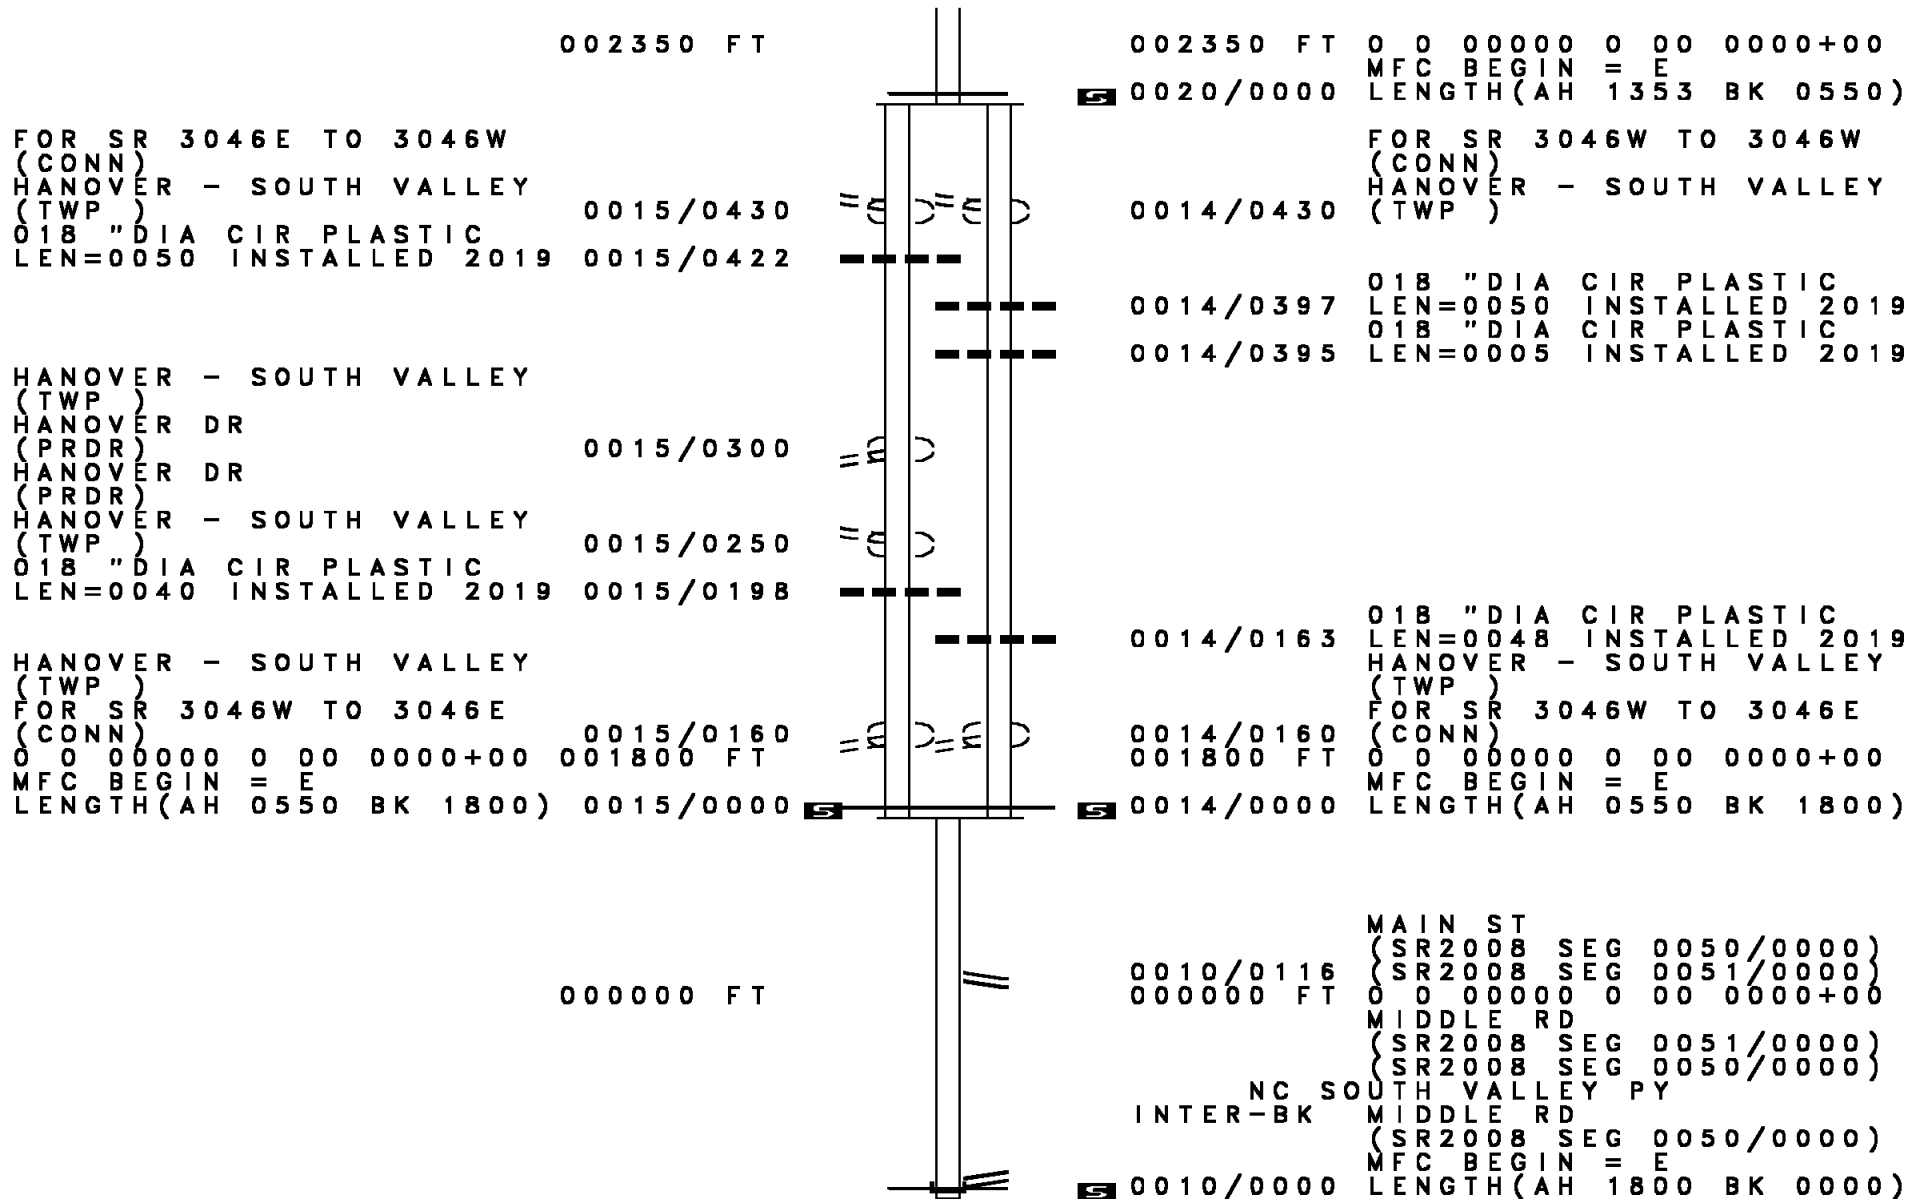 002350 FT 002350 FT 0 0 00000 0 00 0000+00
MFC BEGIN = E
S 0020/0000 LENGTH(AH 1353 BK 0550)
FOR SR 3046E TO 3046W FOR SR 3046W TO 3046W
(CONN) (CONN)
HANOVER - SOUTH VALLEY HANOVER - SOUTH VALLEY
(TWP ) 0015/0430 0014/0430 (TWP )
018 "DIA CIR PLASTIC
LEN=0050 INSTALLED 2019 0015/0422
018 "DIA CIR PLASTIC
0014/0397 LEN=0050 INSTALLED 2019
018 "DIA CIR PLASTIC
0014/0395 LEN=0005 INSTALLED 2019
HANOVER - SOUTH VALLEY
(TWP )
HANOVER DR
(PRDR) 0015/0300
HANOVER DR
(PRDR)
HANOVER - SOUTH VALLEY
(TWP ) 0015/0250
018 "DIA CIR PLASTIC
LEN=0040 INSTALLED 2019 0015/0198
018 "DIA CIR PLASTIC
0014/0163 LEN=0048 INSTALLED 2019
HANOVER - SOUTH VALLEY HANOVER - SOUTH VALLEY
(TWP ) (TWP )
FOR SR 3046W TO 3046E FOR SR 3046W TO 3046E
(CONN) 0015/0160 0014/0160 (CONN)
0 0 00000 0 00 0000+00 001800 FT 001800 FT 0 0 00000 0 00 0000+00
MFC BEGIN = E MFC BEGIN = E
LENGTH(AH 0550 BK 1800) 0015/0000 S S 0014/0000 LENGTH(AH 0550 BK 1800)
MAIN ST
(SR2008 SEG 0050/0000)
0010/0116 (SR2008 SEG 0051/0000)
000000 FT 000000 FT 0 0 00000 0 00 0000+00
MIDDLE RD
(SR2008 SEG 0051/0000)
(SR2008 SEG 0050/0000)
NC SOUTH VALLEY PY
INTER-BK MIDDLE RD
(SR2008 SEG 0050/0000)
MFC BEGIN = E
S 0010/0000 LENGTH(AH 1800 BK 0000)